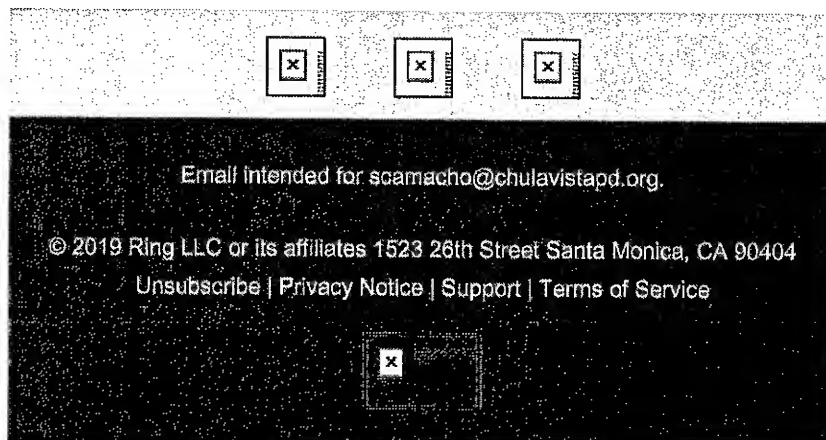 Email intended for scamacho@chulavistapd.org.
© 2019 Ring LLC or its affiliates 1523 26th Street Santa Monica, CA 90404
Unsubscribe | Privacy Notice | Support | Terms of Service